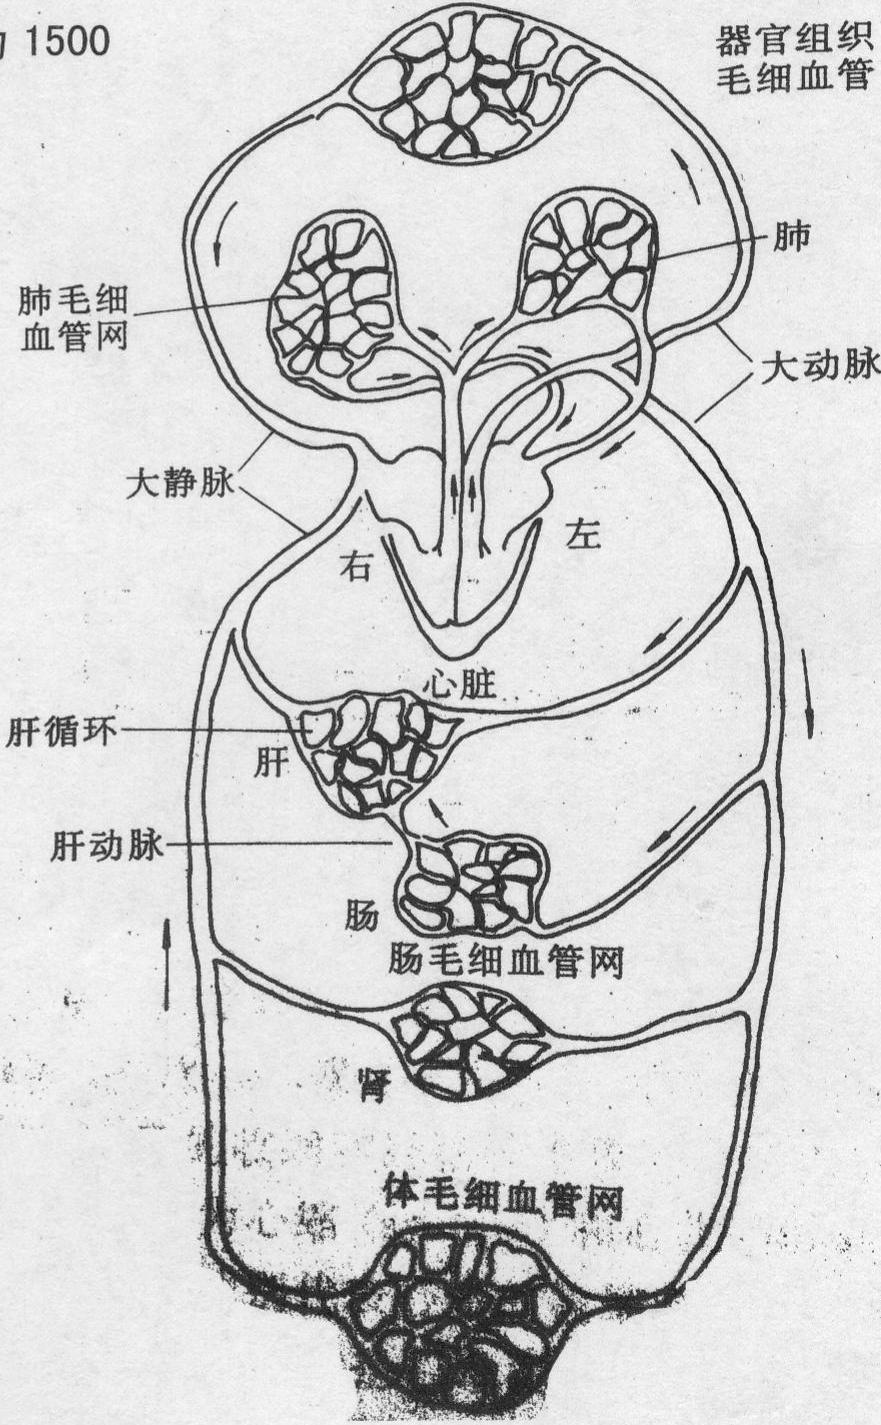 1500
器官组织
毛细血管
肺
肺毛细
血管网
大动脉
大静脉
左
右
心脏
肝循环
肝
肝动脉
肠
肠毛细血管网
肾
体毛细血管网